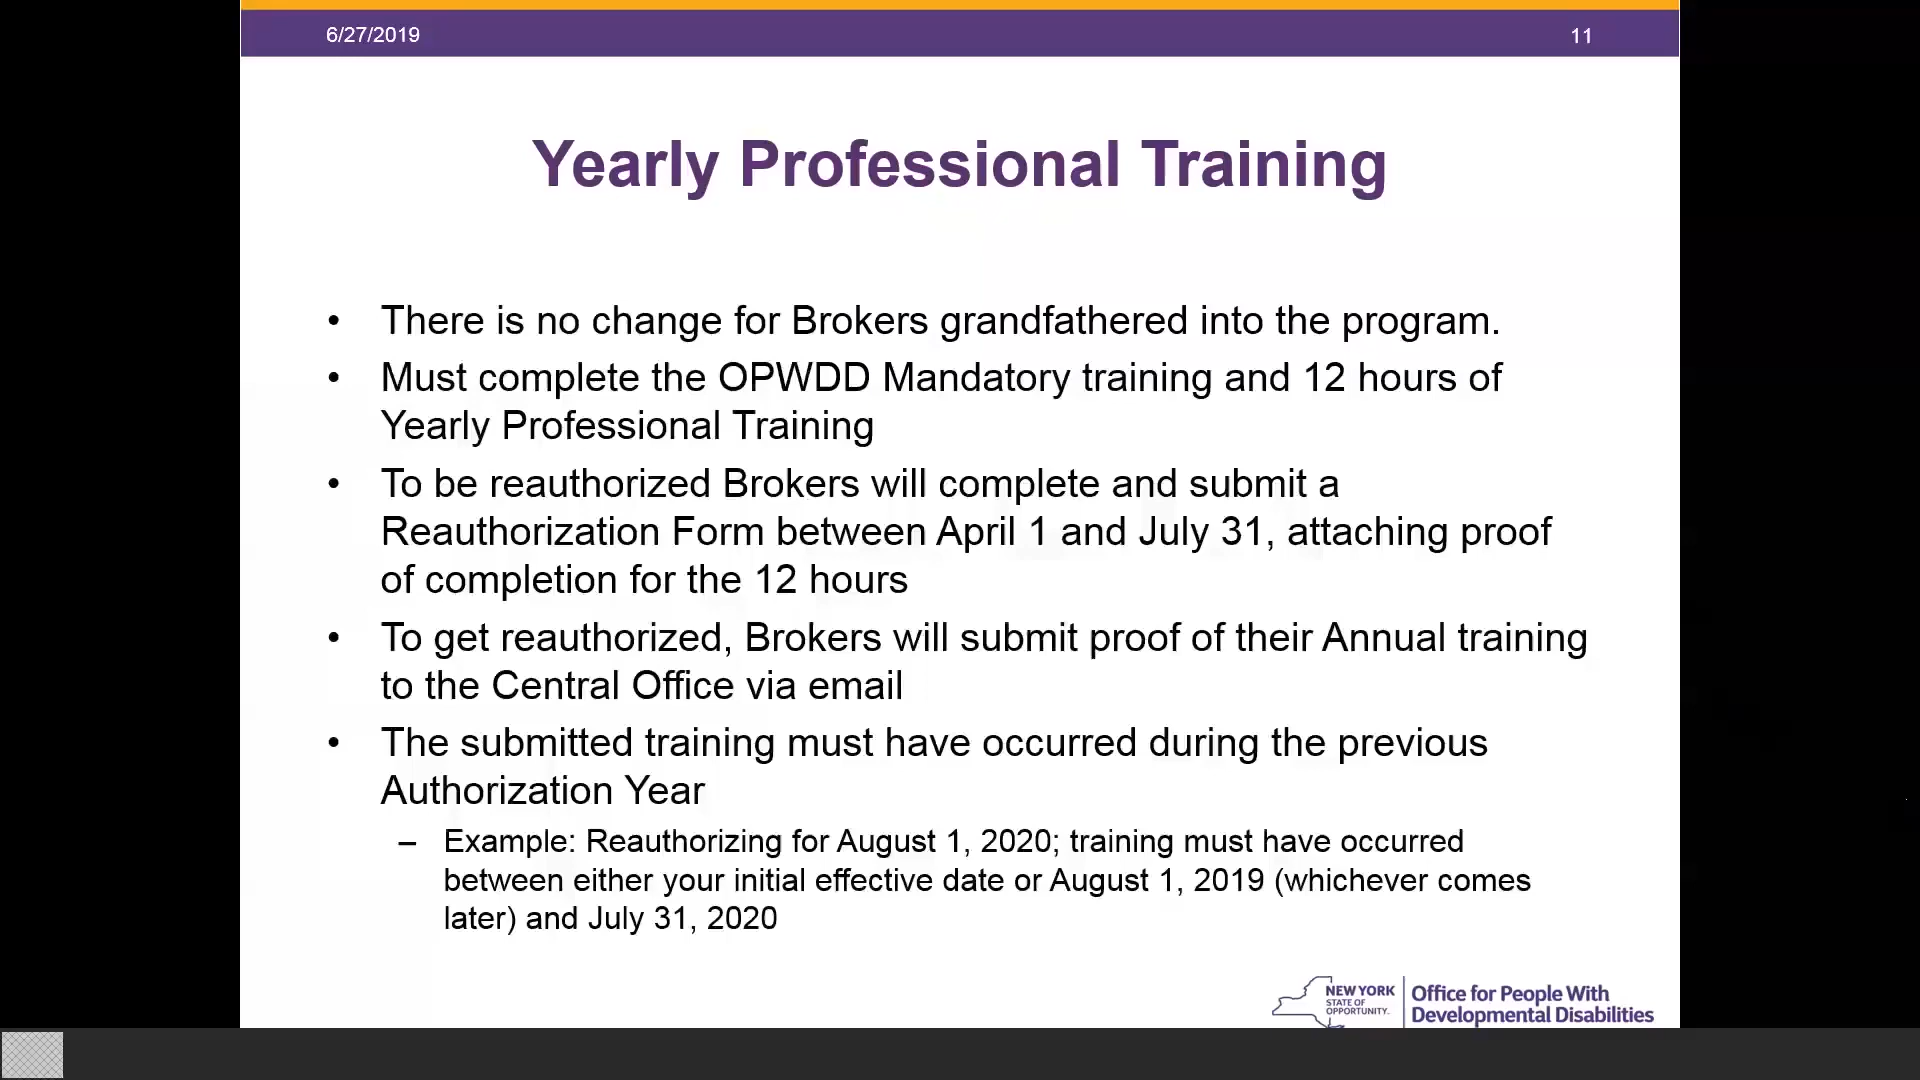 6/27/2019
11
Yearly Professional Training
• There is no change for Brokers grandfathered into the program.
• Must complete the OPWDD Mandatory training and 12 hours of
Yearly Professional Training
• To be reauthorized Brokers will complete and submit a
Reauthorization Form between April 1 and July 31, attaching proof
of completion for the 12 hours
• To get reauthorized, Brokers will submit proof of their Annual training
to the Central Office via email
• The submitted training must have occurred during the previous
Authorization Year
– Example: Reauthorizing for August 1, 2020; training must have occurred
between either your initial effective date or August 1, 2019 (whichever comes
later) and July 31, 2020
NEW YORK
STATE OF
OPPORTUNITY.
Office for People With
Developmental Disabilities